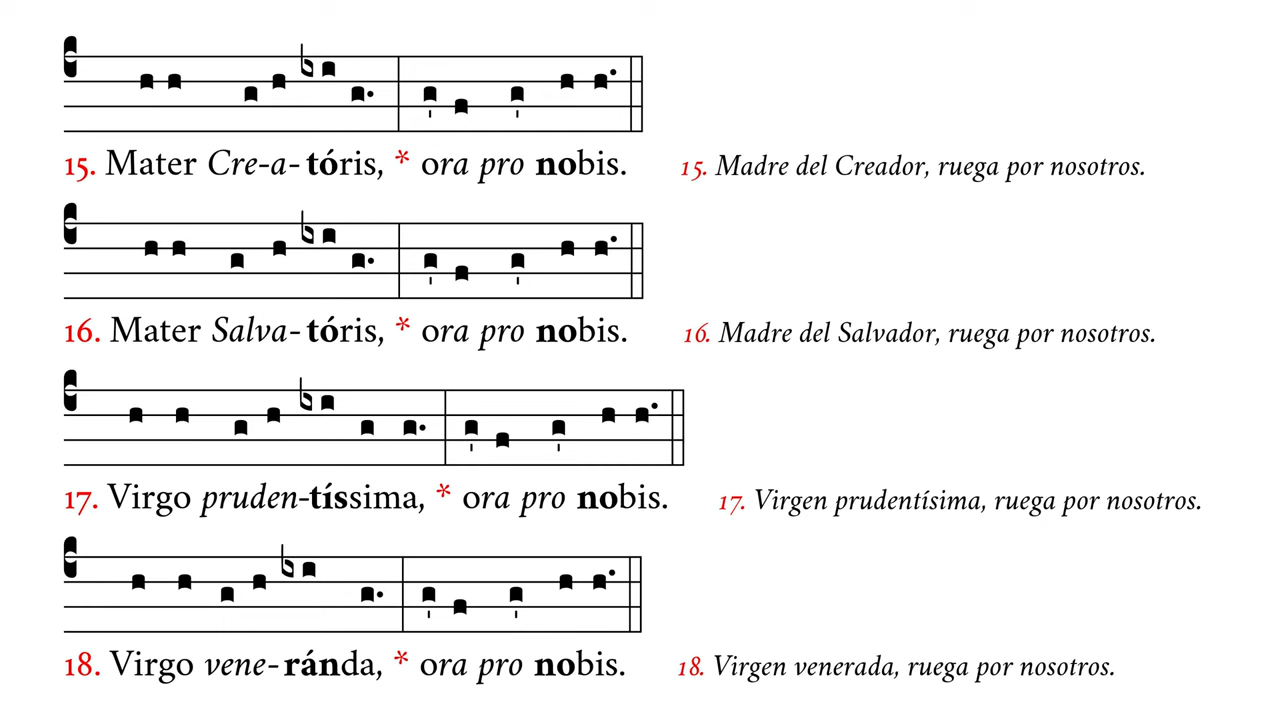 15. Mater Cre-a-tóris, * ora pro nobis. 15. Madre del Creador, ruega por nosotros.
16. Mater Salva-tóris, * ora pro nobis. 16. Madre del Salvador, ruega por nosotros.
17. Virgo pruden-tíssima, * ora pro nobis. 17. Virgen prudentísima, ruega por nosotros.
18. Virgo vene-ránda, * ora pro nobis. 18. Virgen venerada, ruega por nosotros.